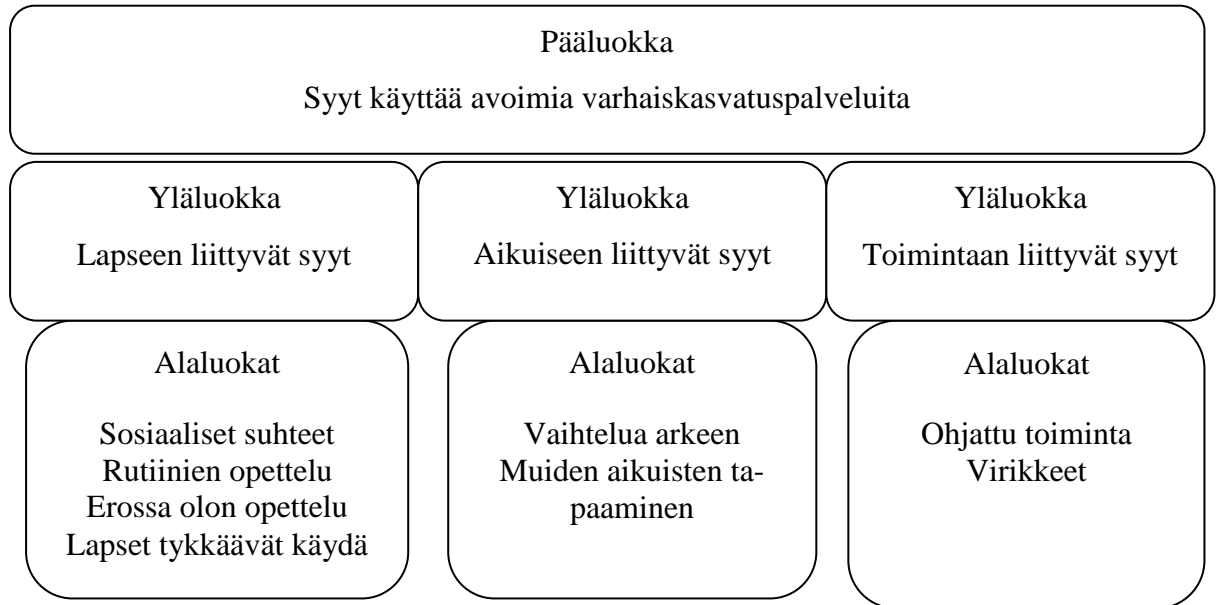 Pääluokka
Syyt käyttää avoimia varhaiskasvatuspalveluita
Yläluokka
Lapseen liittyvät syyt
Yläluokka
Aikuiseen liittyvät syyt
Yläluokka
Toimintaan liittyvät syyt
Alaluokat
Sosiaaliset suhteet
Rutiinien opettelu
Erossa olon opettelu
Lapset tykkäävät käydä
Alaluokat
Vaihtelua arkeen
Muiden aikuisten ta-
paaminen
Alaluokat
Ohjattu toiminta
Virikkeet